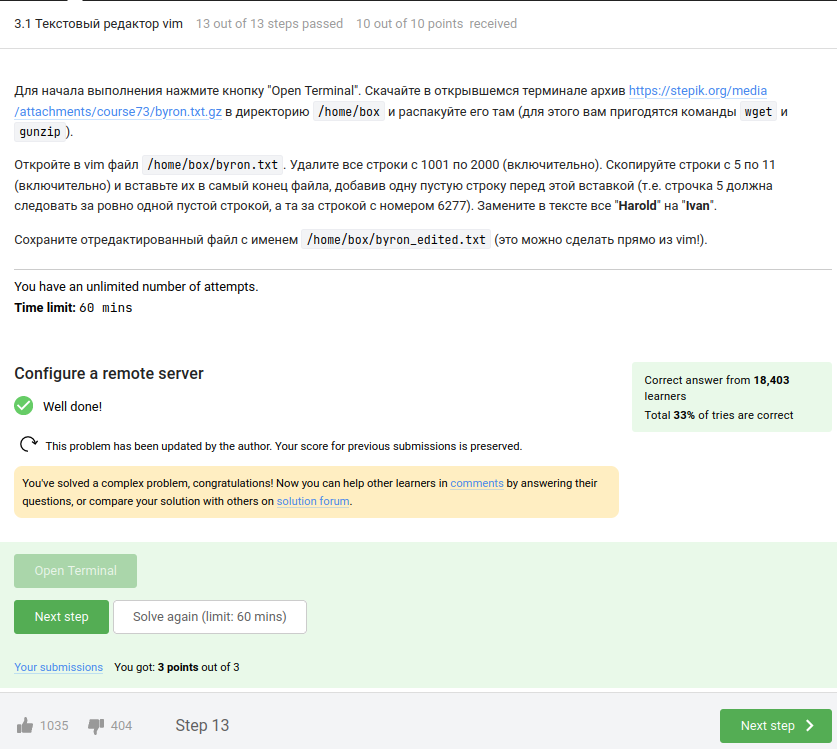 3.1 Текстовый редактор vim 13 out of 13 steps passed 10 out of 10 points received
Для начала выполнения нажмите кнопку "Open Terminal". Скачайте в открывшемся терминале архив https://stepik.org/media
/attachments/course73/byron.txt.gz в директорию /home/box и распакуйте его там (для этого вам пригодятся команды wget и
gunzip ).
Откройте в vim файл /home/box/byron.txt . Удалите все строки с 1001 по 2000 (включительно). Скопируйте строки с 5 по 11
(включительно) и вставьте их в самый конец файла, добавив одну пустую строку перед этой вставкой (т.е. строчка 5 должна
следовать за ровно одной пустой строкой, а та за строкой с номером 6277). Замените в тексте все "Harold" на "Ivan".
Сохраните отредактированный файл с именем /home/box/byron_edited.txt (это можно сделать прямо из vim!).
You have an unlimited number of attempts.
Time limit: 60 mins
Configure a remote server
Well done!
This problem has been updated by the author. Your score for previous submissions is preserved.
You've solved a complex problem, congratulations! Now you can help other learners in comments by answering their
questions, or compare your solution with others on solution forum.
Correct answer from 18,403
learners
Total 33% of tries are correct
Open Terminal
Next step Solve again (limit: 60 mins)
Your submissions You got: 3 points out of 3
1035 404 Step 13 Next step